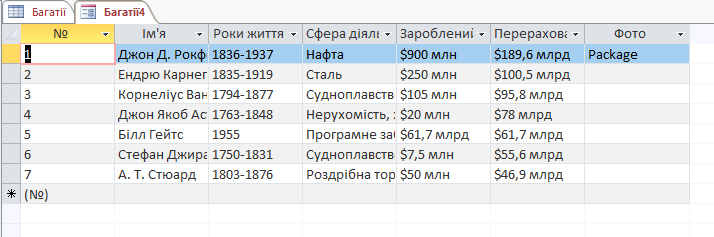 Багатії Багатії4
№ Ім'я Роки життя Сфера діял Зароблений Перерахова Фото
1 Джон Д. Рокф 1836-1937 Нафта $900 млн $189,6 млрд Package
2 Ендрю Карнег 1835-1919 Сталь $250 млн $100,5 млрд
3 Корнеліус Ван 1794-1877 Судноплавств $105 млн $95,8 млрд
4 Джон Якоб Ас 1763-1848 Нерухомість, $20 млн $78 млрд
5 Білл Гейтс 1955 Програмне за $61,7 млрд $61,7 млрд
6 Стефан Джира 1750-1831 Судноплавств $7,5 млн $55,6 млрд
7 А. Т. Стюард 1803-1876 Роздрібна тор $50 млн $46,9 млрд
(№)